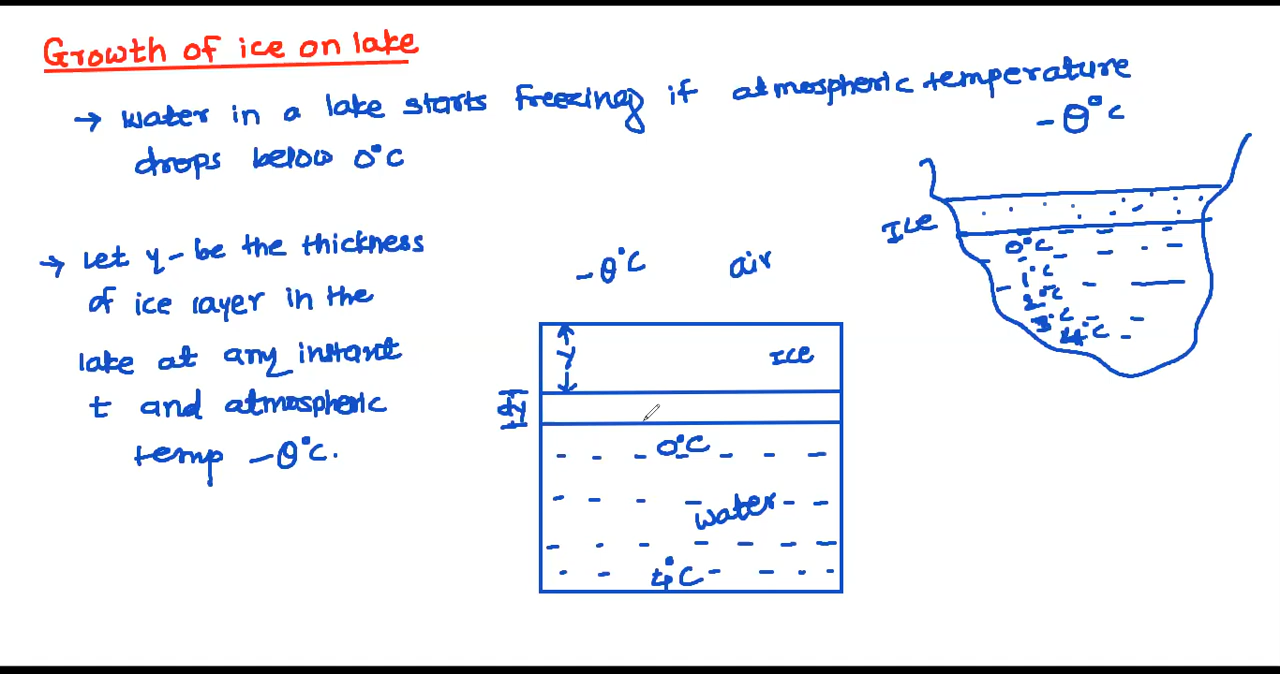 Growth of ice on lake
→ water in a lake starts freezing if atmospheric temperature
drops below 0°C
-θ°C
Ice
0°C
1°C
2°C
3°C
4°C
→ Let y- be the thickness
of ice layer in the
lake at any instant
t and atmospheric
temp -θ°C.
-θ°C air
y
Ice
dy
0°C
water
4°C